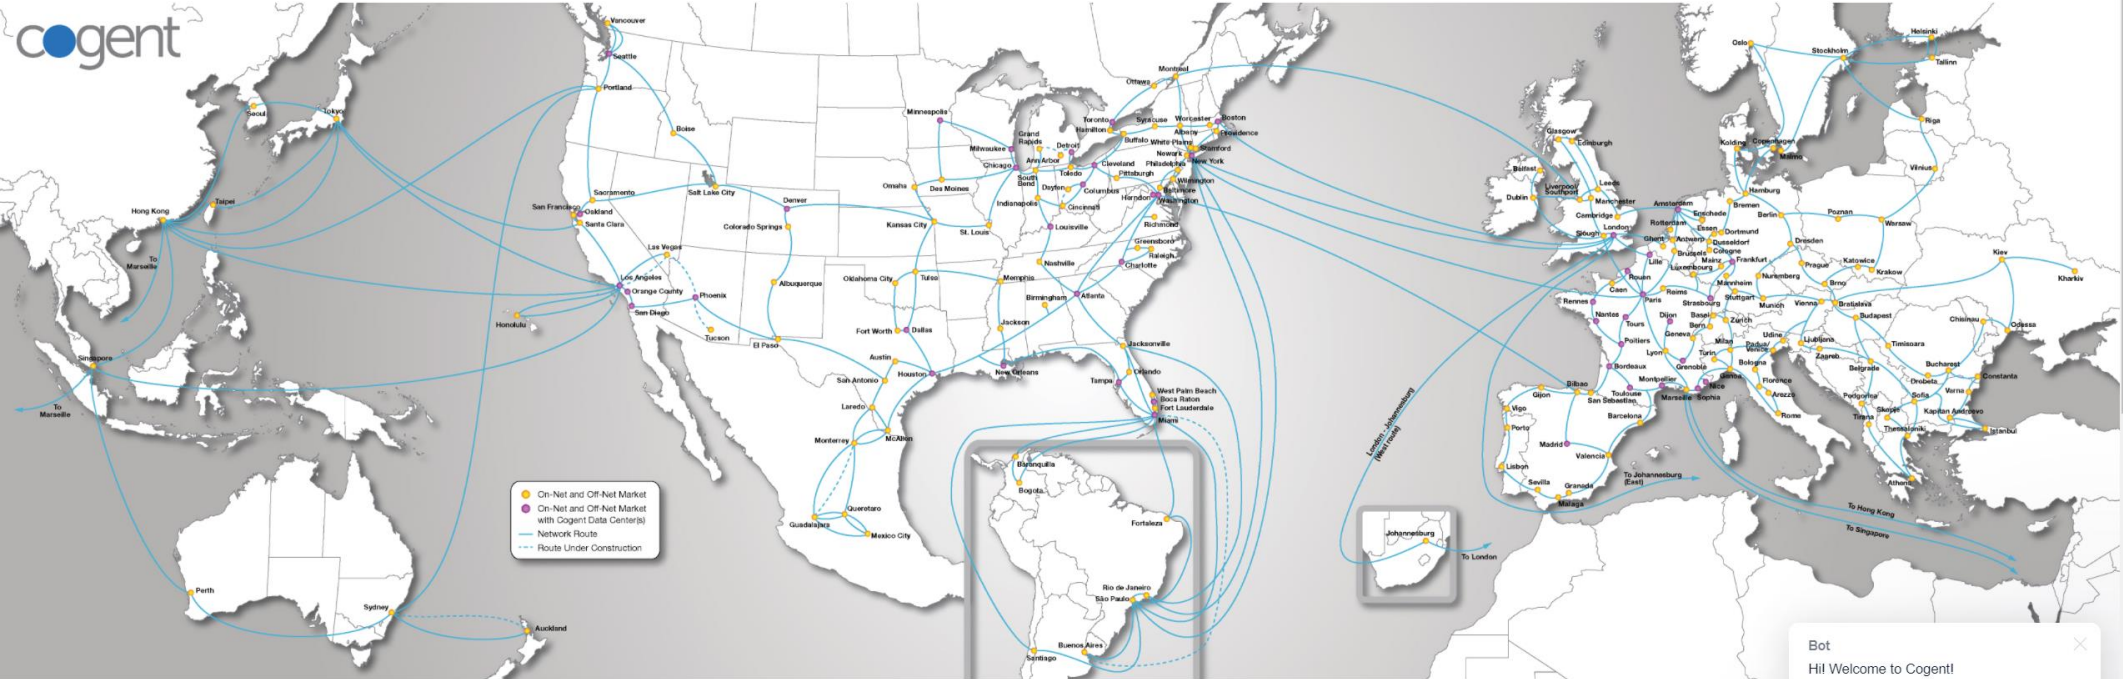 cogent
Vancouver
Seattle
Portland
Boise
Sacramento
San Francisco
Oakland
Santa Clara
Salt Lake City
Denver
Colorado Springs
Las Vegas
Los Angeles
Orange County
San Diego
Phoenix
Tucson
Albuquerque
El Paso
Honolulu
Minneapolis
Omaha
Des Moines
Kansas City
St. Louis
Oklahoma City
Tulsa
Fort Worth
Dallas
Austin
San Antonio
Houston
Laredo
McAllen
Monterrey
Guadalajara
Queretaro
Mexico City
Milwaukee
Chicago
Grand
Rapids
Ann Arbor
Detroit
South
Bend
Toledo
Cleveland
Pittsburgh
Dayton
Columbus
Indianapolis
Cincinnati
Louisville
Nashville
Memphis
Birmingham
Jackson
New Orleans
Atlanta
Charlotte
Greensboro
Raleigh
Richmond
Herndon
Washington
Baltimore
Wilmington
Philadelphia
Newark
New York
White Plains
Stamford
Montreal
Ottawa
Toronto
Hamilton
Buffalo
Syracuse
Albany
Worcester
Boston
Providence
Jacksonville
Orlando
Tampa
West Palm Beach
Boca Raton
Fort Lauderdale
Miami
Seoul
Tokyo
Taipei
Hong Kong
To
Marseille
Singapore
To
Marseille
Perth
Sydney
Auckland
On-Net and Off-Net Market
On-Net and Off-Net Market
with Cogent Data Center(s)
Network Route
Route Under Construction
Baranquilla
Bogota
Fortaleza
Rio de Janeiro
São Paulo
Buenos Aires
Santiago
London - Johannesburg
(West route)
Johannesburg
To London
Oslo
Stockholm
Helsinki
Tallinn
Riga
Vilnius
Kolding
Copenhagen
Malmo
Glasgow
Edinburgh
Belfast
Dublin
Liverpool
Southport
Leeds
Manchester
Cambridge
Slough
London
Amsterdam
Rotterdam
Enschede
Essen
Dortmund
Dusseldorf
Cologne
Ghent
Antwerp
Brussels
Lille
Luxembourg
Mainz
Frankfurt
Hamburg
Bremen
Berlin
Poznan
Warsaw
Dresden
Prague
Katowice
Krakow
Nuremberg
Brno
Kiev
Kharkiv
Rouen
Caen
Reims
Paris
Rennes
Nantes
Tours
Poitiers
Bordeaux
Mannheim
Strasbourg
Stuttgart
Munich
Vienna
Bratislava
Budapest
Dijon
Basel
Bern
Zurich
Geneva
Lyon
Grenoble
Turin
Milan
Udine
Padua/
Venice
Bologna
Genoa
Ljubljana
Zagreb
Timisoara
Belgrade
Chisinau
Odessa
Bucharest
Drobeta
Constanta
Varna
Sofia
Kapitan Andreevo
Istanbul
Podgorica
Skopje
Tirana
Thessaloniki
Athens
Florence
Arezzo
Rome
Montpellier
Toulouse
Marseille
Sophia
Nice
Bilbao
San Sebastian
Gijon
Vigo
Porto
Lisbon
Madrid
Barcelona
Valencia
Sevilla
Granada
Malaga
To Johannesburg
(East)
To Hong Kong
To Singapore
Bot
Hi! Welcome to Cogent!